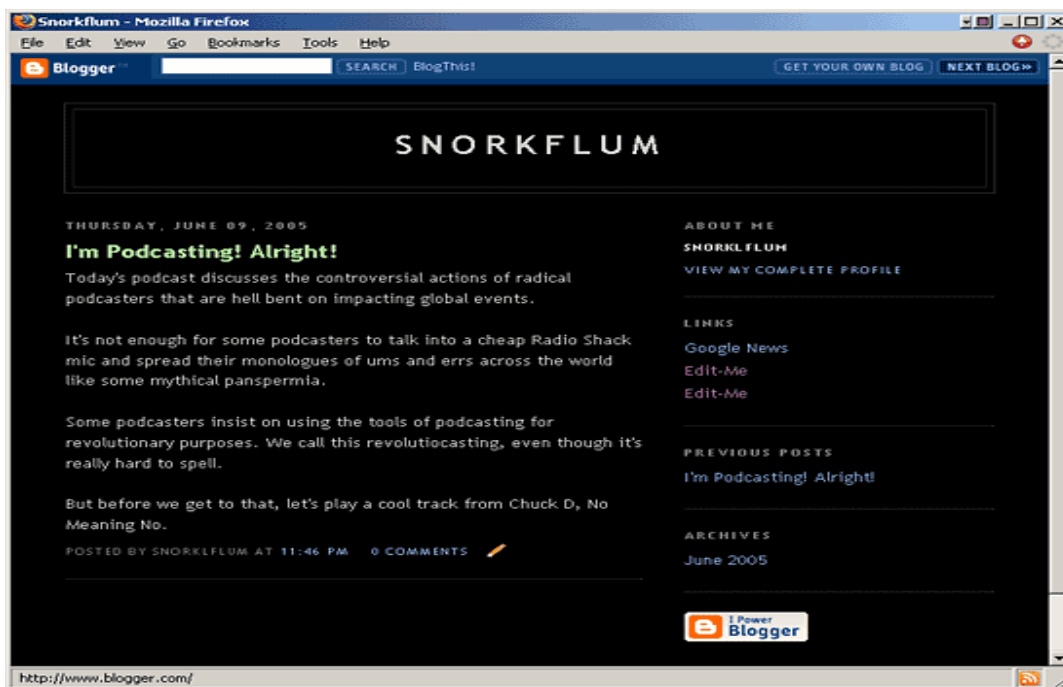 Snorkflum - Mozilla Firefox
File Edit View Go Bookmarks Tools Help
Blogger™ SEARCH BlogThis! GET YOUR OWN BLOG NEXT BLOG»
SNORKFLUM
THURSDAY, JUNE 09, 2005
I'm Podcasting! Alright!
Today's podcast discusses the controversial actions of radical
podcasters that are hell bent on impacting global events.
It's not enough for some podcasters to talk into a cheap Radio Shack
mic and spread their monologues of ums and errs across the world
like some mythical panspermia.
Some podcasters insist on using the tools of podcasting for
revolutionary purposes. We call this revolutiocasting, even though it's
really hard to spell.
But before we get to that, let's play a cool track from Chuck D, No
Meaning No.
POSTED BY SNORKLFLUM AT 11:46 PM 0 COMMENTS
ABOUT ME
SNORKLFLUM
VIEW MY COMPLETE PROFILE
LINKS
Google News
Edit-Me
Edit-Me
PREVIOUS POSTS
I'm Podcasting! Alright!
ARCHIVES
June 2005
I Power
Blogger
http://www.blogger.com/